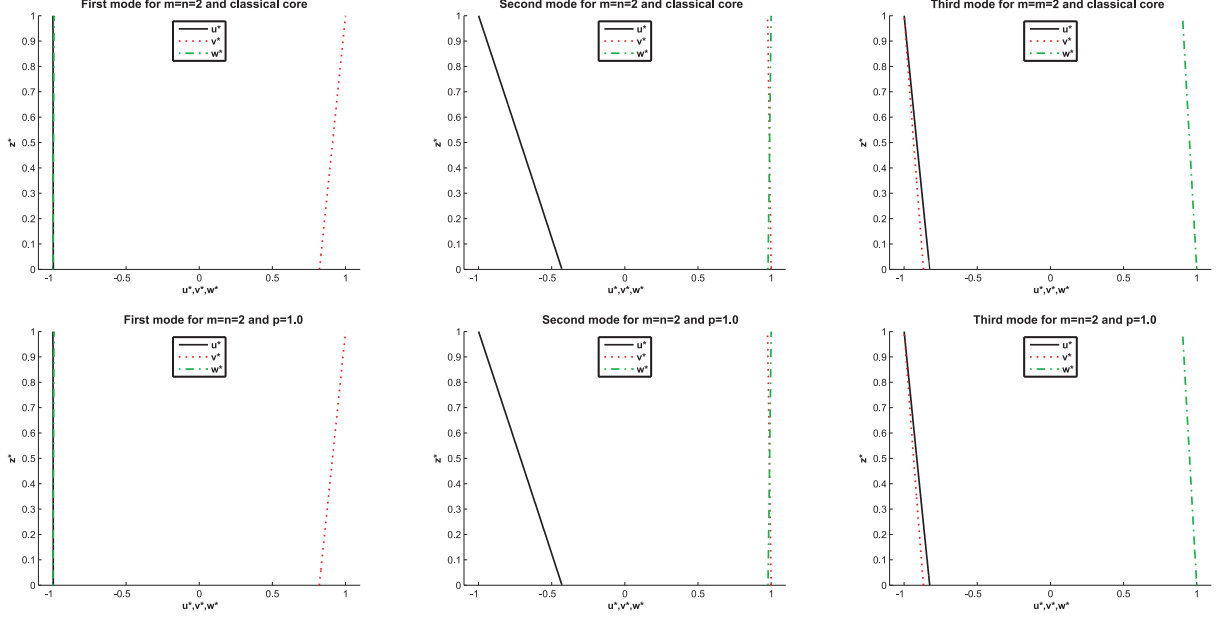 First mode for m=n=2 and classical core
u*
v*
w*
z*
1
0.9
0.8
0.7
0.6
0.5
0.4
0.3
0.2
0.1
0
-1
-0.5
0
0.5
1
u*,v*,w*
Second mode for m=n=2 and classical core
u*
v*
w*
z*
1
0.9
0.8
0.7
0.6
0.5
0.4
0.3
0.2
0.1
0
-1
-0.5
0
0.5
1
u*,v*,w*
Third mode for m=m=2 and classical core
u*
v*
w*
z*
1
0.9
0.8
0.7
0.6
0.5
0.4
0.3
0.2
0.1
0
-1
-0.5
0
0.5
1
u*,v*,w*
First mode for m=n=2 and p=1.0
u*
v*
w*
z*
1
0.9
0.8
0.7
0.6
0.5
0.4
0.3
0.2
0.1
0
-1
-0.5
0
0.5
1
u*,v*,w*
Second mode for m=n=2 and p=1.0
u*
v*
w*
z*
1
0.9
0.8
0.7
0.6
0.5
0.4
0.3
0.2
0.1
0
-1
-0.5
0
0.5
1
u*,v*,w*
Third mode for m=n=2 and p=1.0
u*
v*
w*
z*
1
0.9
0.8
0.7
0.6
0.5
0.4
0.3
0.2
0.1
0
-1
-0.5
0
0.5
1
u*,v*,w*